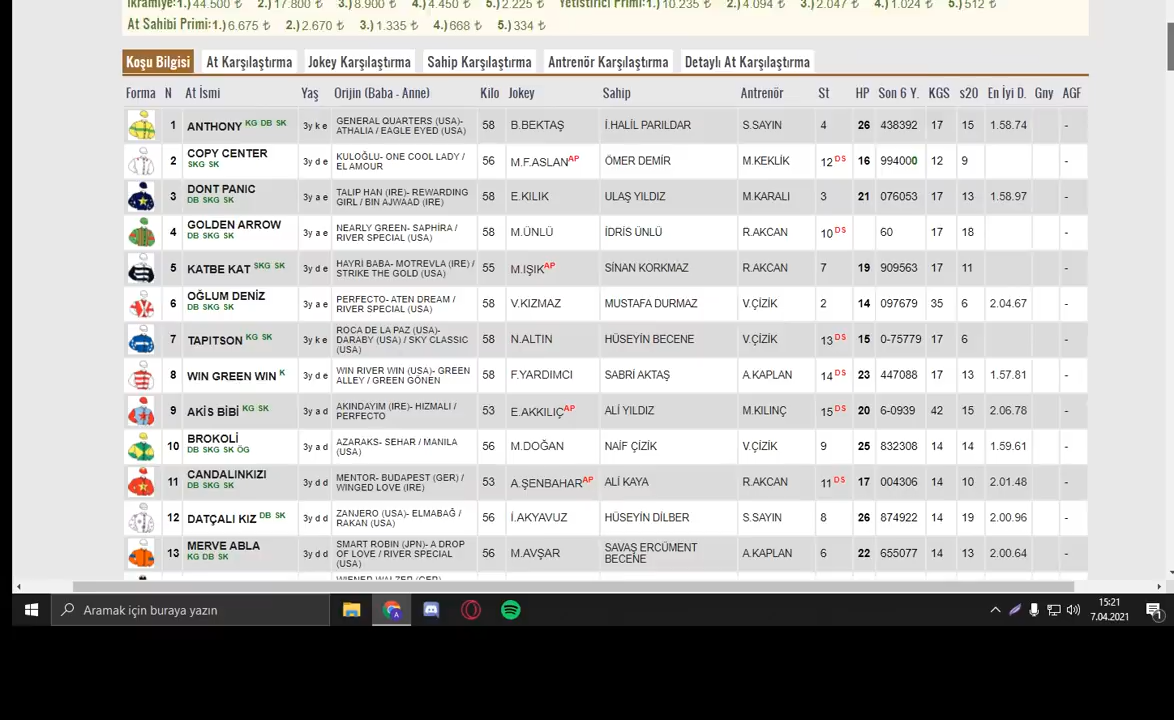 İkramiye:1.) 44.500 ₺ 2.) 17.800 ₺ 3.) 8.900 ₺ 4.) 4.450 ₺ 5.) 2.225 ₺ Yetiştirici Primi:1.) 10.235 ₺ 2.) 4.094 ₺ 3.) 2.047 ₺ 4.) 1.024 ₺ 5.) 512 ₺
At Sahibi Primi:1.) 6.675 ₺ 2.) 2.670 ₺ 3.) 1.335 ₺ 4.) 668 ₺ 5.) 334 ₺
Koşu Bilgisi At Karşılaştırma Jokey Karşılaştırma Sahip Karşılaştırma Antrenör Karşılaştırma Detaylı At Karşılaştırma
Forma N At İsmi Yaş Orijin (Baba - Anne) Kilo Jokey Sahip Antrenör St HP Son 6 Y. KGS s20 En İyi D. Gny AGF
1 ANTHONY KG DB SK 3y k e GENERAL QUARTERS (USA)- ATHALIA / EAGLE EYED (USA) 58 B.BEKTAŞ İ.HALİL PARILDAR S.SAYIN 4 26 438392 17 15 1.58.74 -
2 COPY CENTER SKG SK 3y d e KULOĞLU- ONE COOL LADY / ELAMOUR 56 M.F.ASLAN AP ÖMER DEMİR M.KEKLİK 12 DS 16 994000 12 9 -
3 DONT PANIC DB SKG SK 3y a e TALIP HAN (IRE)- REWARDING GIRL / BIN AJWAAD (IRE) 58 E.KILIK ULAŞ YILDIZ M.KARALI 3 21 076053 17 13 1.58.97 -
4 GOLDEN ARROW DB SKG SK 3y a e NEARLY GREEN- SAPHİRA / RIVER SPECIAL (USA) 58 M.ÜNLÜ İDRİS ÜNLÜ R.AKCAN 10 DS 60 17 18 -
5 KATBE KAT SKG SK 3y d e HAYRİ BABA- MOTREVLA (IRE) / STRIKE THE GOLD (USA) 55 M.IŞIK AP SİNAN KORKMAZ R.AKCAN 7 19 909563 17 11 -
6 OĞLUM DENİZ DB SKG SK 3y a e PERFECTO- ATEN DREAM / RIVER SPECIAL (USA) 58 V.KIZMAZ MUSTAFA DURMAZ V.ÇİZİK 2 14 097679 35 6 2.04.67 -
7 TAPITSON KG SK 3y k e ROCA DE LA PAZ (USA)- DARABY (USA) / SKY CLASSIC (USA) 58 N.ALTIN HÜSEYİN BECENE V.ÇİZİK 13 DS 15 0-75779 17 6 -
8 WIN GREEN WIN K 3y d e WIN RIVER WIN (USA)- GREEN ALLEY / GREEN GÖNEN 58 F.YARDIMCI SABRİ AKTAŞ A.KAPLAN 14 DS 23 447088 17 13 1.57.81 -
9 AKİS BİBİ KG SK 3y a d AKINDAYIM (IRE)- HIZMALI / PERFECTO 53 E.AKKILIÇ AP ALİ YILDIZ M.KILINÇ 15 DS 20 6-0939 42 15 2.06.78 -
10 BROKOLİ DB SKG SK ÖG 3y a d AZARAKS- SEHAR / MANILA (USA) 56 M.DOĞAN NAİF ÇİZİK V.ÇİZİK 9 25 832308 14 14 1.59.61 -
11 CANDALINKIZI DB SKG SK 3y d d MENTOR- BUDAPEST (GER) / WINGED LOVE (IRE) 53 A.ŞENBAHAR AP ALİ KAYA R.AKCAN 11 DS 17 004306 14 10 2.01.48 -
12 DATÇALI KIZ DB SK 3y d d ZANJERO (USA)- ELMABAĞ / RAKAN (USA) 56 İ.AKYAVUZ HÜSEYİN DİLBER S.SAYIN 8 26 874922 14 19 2.00.96 -
13 MERVE ABLA KG DB SK 3y d d SMART ROBIN (JPN)- A DROP OF LOVE / RIVER SPECIAL (USA) 56 M.AVŞAR SAVAŞ ERCÜMENT BECENE A.KAPLAN 6 22 655077 14 13 2.00.64 -
WIENER WALZER (GER)
Aramak için buraya yazın
15:21
7.04.2021
1